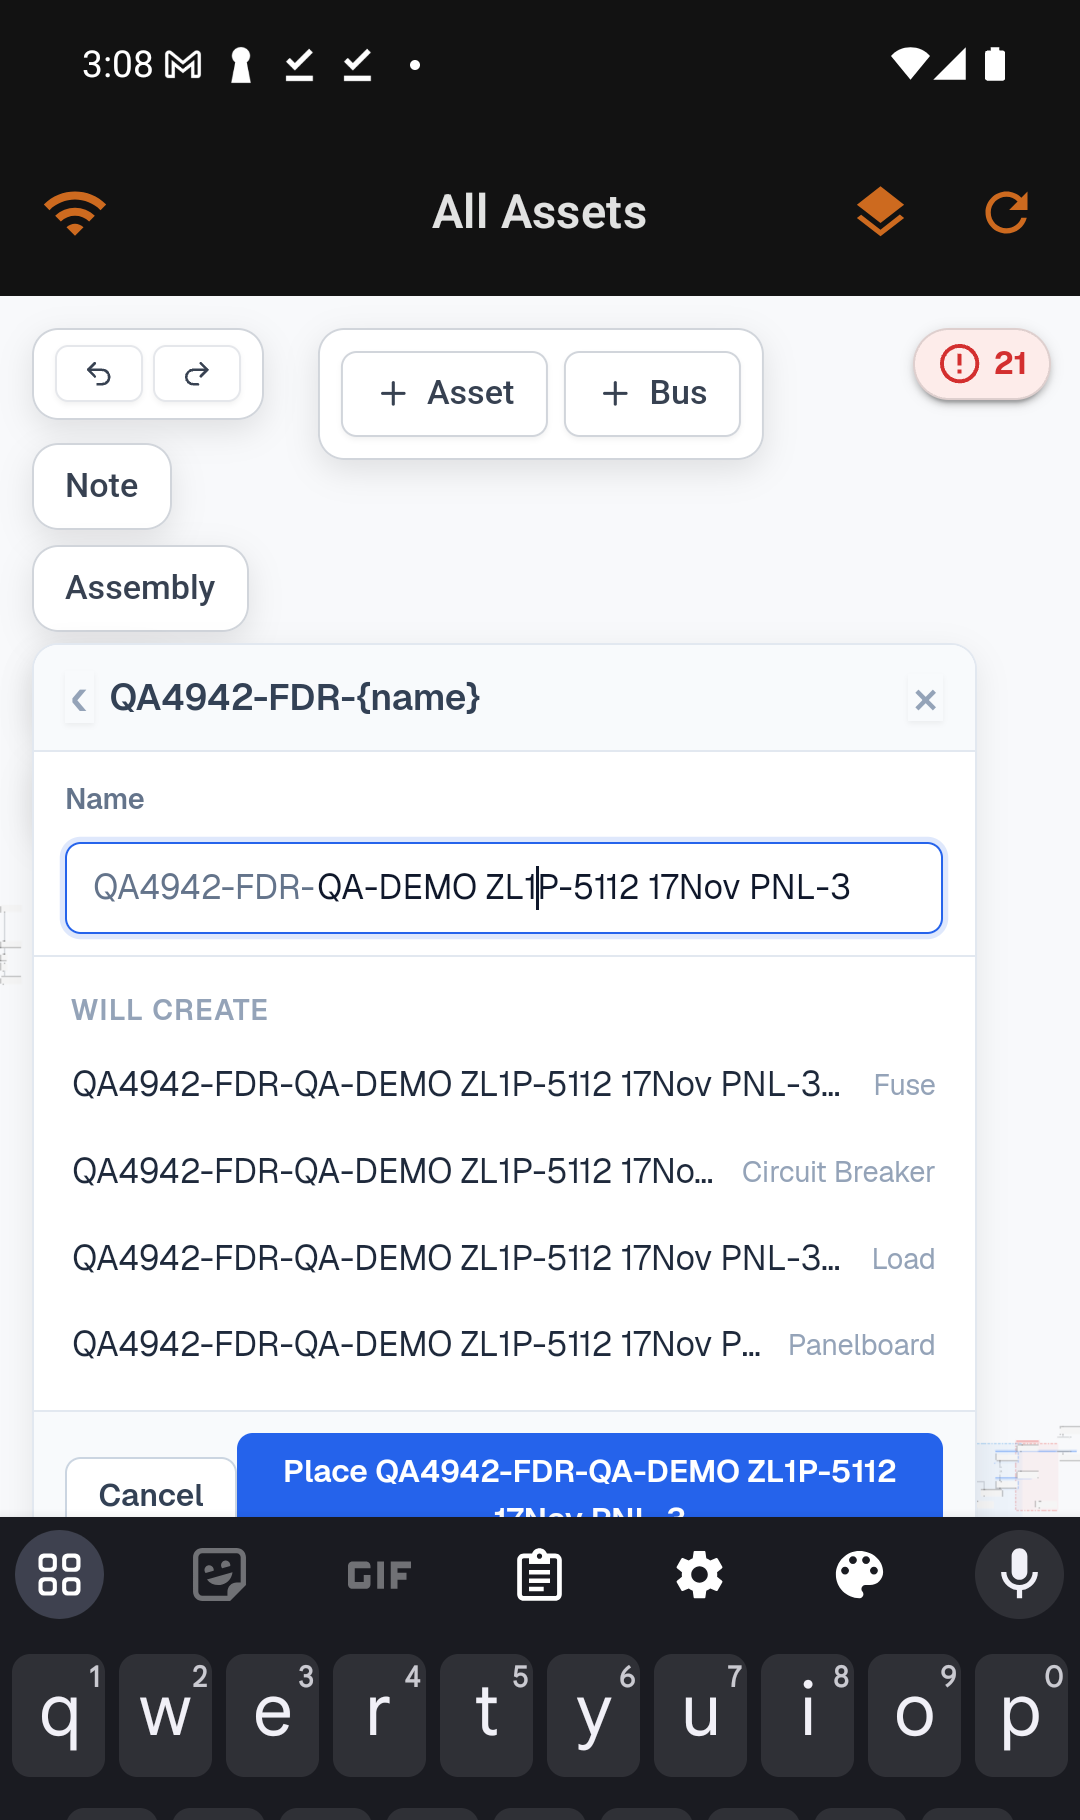 3:08
All Assets
+ Asset
+ Bus
21
Note
Assembly
‹ QA4942-FDR-{name} ×
Name
QA4942-FDR-QA-DEMO ZL1P-5112 17Nov PNL-3
WILL CREATE
QA4942-FDR-QA-DEMO ZL1P-5112 17Nov PNL-3... Fuse
QA4942-FDR-QA-DEMO ZL1P-5112 17No... Circuit Breaker
QA4942-FDR-QA-DEMO ZL1P-5112 17Nov PNL-3... Load
QA4942-FDR-QA-DEMO ZL1P-5112 17Nov P... Panelboard
Cancel
Place QA4942-FDR-QA-DEMO ZL1P-5112
17Nov PNL-3
GIF
1 2 3 4 5 6 7 8 9 0
q w e r t y u i o p